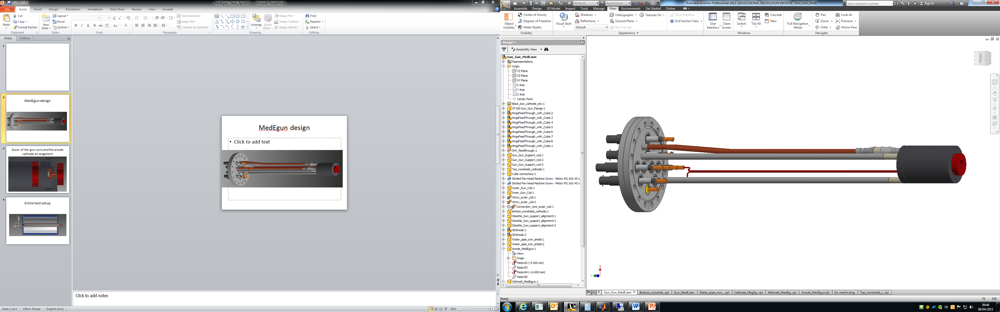 MedEgun_Texas_April2015 - Microsoft PowerPoint
File Home Insert Design Transitions Animations Slide Show Review View Acrobat
Paste
Cut
Copy
Format Painter
Clipboard
New Slide
Layout
Reset
Section
Slides
Font
Text Direction
Align Text
Convert to SmartArt
Paragraph
Arrange
Quick Styles
Shape Fill
Shape Outline
Shape Effects
Drawing
Find
Replace
Select
Editing
Slides Outline
1
2
MedEgun design
3
Zoom of the gun coils and the anode
cathode arrangement
4
Entire test setup
MedEgun design
• Click to add text
Click to add notes
Slide 2 of 4 "Office Theme" English (U.K.) 50%
PRO
Material Appearance
Autodesk Inventor Professional 2013 - EDUCATIONAL INSTITUTION VERSION Gun_Gun_MedE
Type a keyword or phrase
Sign In
Assemble Design 3D Model Inspect Tools Manage View Environments Get Started Online
Object Visibility
Center of Gravity
Degrees of Freedom
iMate Glyphs
Visibility
Visual Style
Shadows
Reflections
Default
Orthographic
Ground Plane
Ray Tracing
Textures On
Appearance
Slice Graphics
End Section View
User Interface
Clean Screen
Switch
Tile All
Cascade
New
Windows
Full Navigation Wheel
Pan
Zoom
Orbit
Look At
Previous
Home View
Navigate
Model
Assembly View
Gun_Gun_MedE.iam
Representations
Origin
YZ Plane
XZ Plane
XY Plane
X Axis
Y Axis
Z Axis
Center Point
Black_box_cathode_etc:1
CF100-Gun_Gun_Flange:1
KingsFeedThrough_with_Cube:2
KingsFeedThrough_with_Cube:3
KingsFeedThrough_with_Cube:4
KingsFeedThrough_with_Cube:5
KingsFeedThrough_with_Cube:6
KingsFeedThrough_with_Cube:7
KingsFeedThrough_with_Cube:8
KingsFeedThrough_with_Cube:1
SHV_feedthrough:1
Gun_Gun_Support_rod:1
Gun_Gun_Support_rod:2
Gun_Gun_Support_rod:3
Top_ironshield_cathode:1
CuBe connectors:1
Slotted Pan Head Machine Screw - Metric M2.5x0.45 x
Slotted Pan Head Machine Screw - Metric M2.5x0.45 x
Outer_Gun_Coil:1
Inner_Gun_Coil:1
Wire1_outer_coil:1
Wire1_outer_coil:2
Connection_wire_outer_coil:1
Bottom_ironshield_cathode:1
Steatite_Gun_support_alignment:1
Steatite_Gun_support_alignment:2
Steatite_Gun_support_alignment:3
5kVbreak:1
5kVbreak:2
Water_pipe_iron_shield:1
Water_pipe_iron_shield:2
Anode_MedEgun:1
View:
Origin
Mate:82 (-5.000 mm)
Mate:83
Mate:84 (-14.000 mm)
Mate:85
Wehnelt_MedEgun:1
FRONT
X
Y
Gun_Gun_MedE.iam Bottom_ironshiel...ipt Gun_MedE.iam Water_pipe_iron_...ipt Cathode_MegEg...ipt Wehnelt_MedEg...ipt Anode_MedEgun.ipt for martin.dwg Top_ironshield_c...ipt
Ready
72 154
09:46
08/04/2015